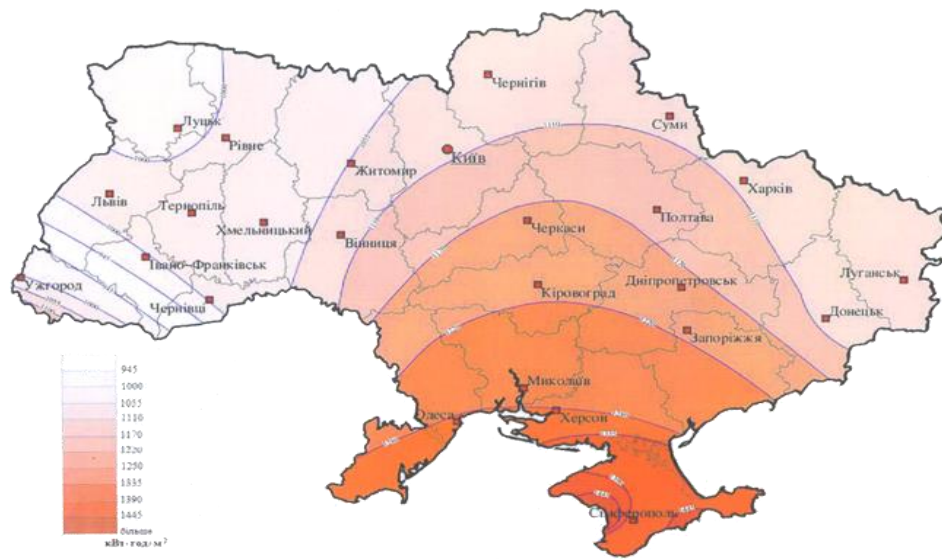 Чернігів
Суми
Луцьк
Рівне
Київ
Житомир
Харків
Львів
Тернопіль
Хмельницький
Полтава
Черкаси
Вінниця
Івано-Франківськ
Луганськ
Ужгород
Дніпропетровськ
Кіровоград
Чернівці
Донецьк
Запоріжжя
Миколаїв
Одеса
Херсон
945
1000
1055
1110
1170
1220
1250
1335
1390
1445
більше
кВт·год/м²